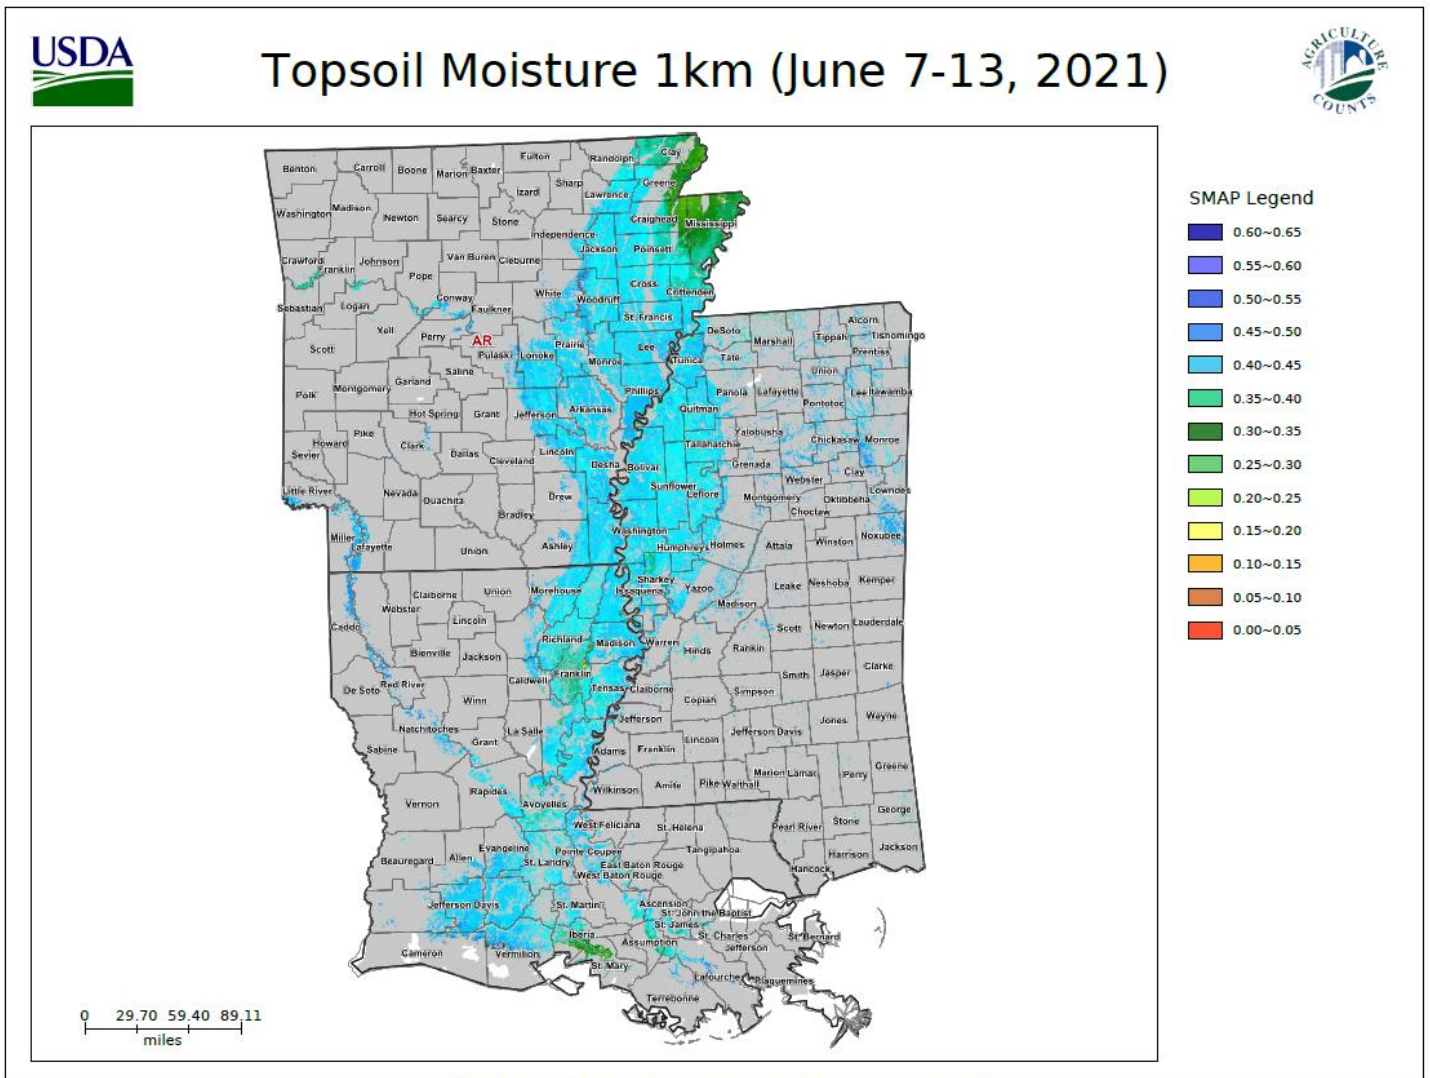 USDA
Topsoil Moisture 1km (June 7-13, 2021)
AGRICULTURE
COUNTS
SMAP Legend
0.60~0.65
0.55~0.60
0.50~0.55
0.45~0.50
0.40~0.45
0.35~0.40
0.30~0.35
0.25~0.30
0.20~0.25
0.15~0.20
0.10~0.15
0.05~0.10
0.00~0.05
Benton Carroll Boone Marion Baxter Fulton Randolph Clay
Izard Sharp Lawrence Greene
Washington Madison Newton Searcy Stone Craighead Mississippi
Independence Jackson Poinsett
Crawford Franklin Johnson Pope Van Buren Cleburne
White Woodruff Cross Crittenden
Sebastian Logan Conway Faulkner St. Francis
Yell Perry AR Prairie Lee
Scott Pulaski Lonoke Monroe
Saline Garland Montgomery Polk Phillips
Hot Spring Grant Jefferson Arkansas
Pike Howard Clark Dallas Cleveland Lincoln
Sevier Desha
Little River Nevada Ouachita Drew
Bradley
Miller Lafayette Union Ashley
DeSoto Marshall Tippah Alcorn Tishomingo
Tunica Tate Prentiss
Union
Panola Lafayette Pontotoc Lee Itawamba
Quitman Yalobusha
Tallahatchie Chickasaw Monroe
Bolivar Grenada Clay
Sunflower Leflore Webster Lowndes
Montgomery Oktibbeha
Choctaw
Washington Humphreys Holmes Attala Winston Noxubee
Sharkey Issaquena Yazoo Leake Neshoba Kemper
Madison Scott Newton Lauderdale
Warren Hinds Rankin
Smith Jasper Clarke
Claiborne Copiah Simpson
Jefferson Jefferson Davis Jones Wayne
Adams Franklin Lincoln
Wilkinson Amite Pike Walthall Marion Lamar Perry Greene
George
Pearl River Stone
Hancock Harrison Jackson
Claiborne Union Morehouse
Webster Lincoln
Caddo Richland Madison
Bienville Jackson Franklin
De Soto Red River Caldwell Tensas
Winn
Natchitoches Grant La Salle
Sabine
Vernon Rapides Avoyelles
West Feliciana St. Helena
Tangipahoa
Beauregard Allen Evangeline St. Landry Pointe Coupee
East Baton Rouge
West Baton Rouge
Jefferson Davis St. Martin Ascension
St. John the Baptist
St. James
Iberia Assumption St. Charles St. Bernard
Cameron Vermilion Jefferson
St. Mary Lafourche Plaquemines
Terrebonne
0 29.70 59.40 89.11
miles